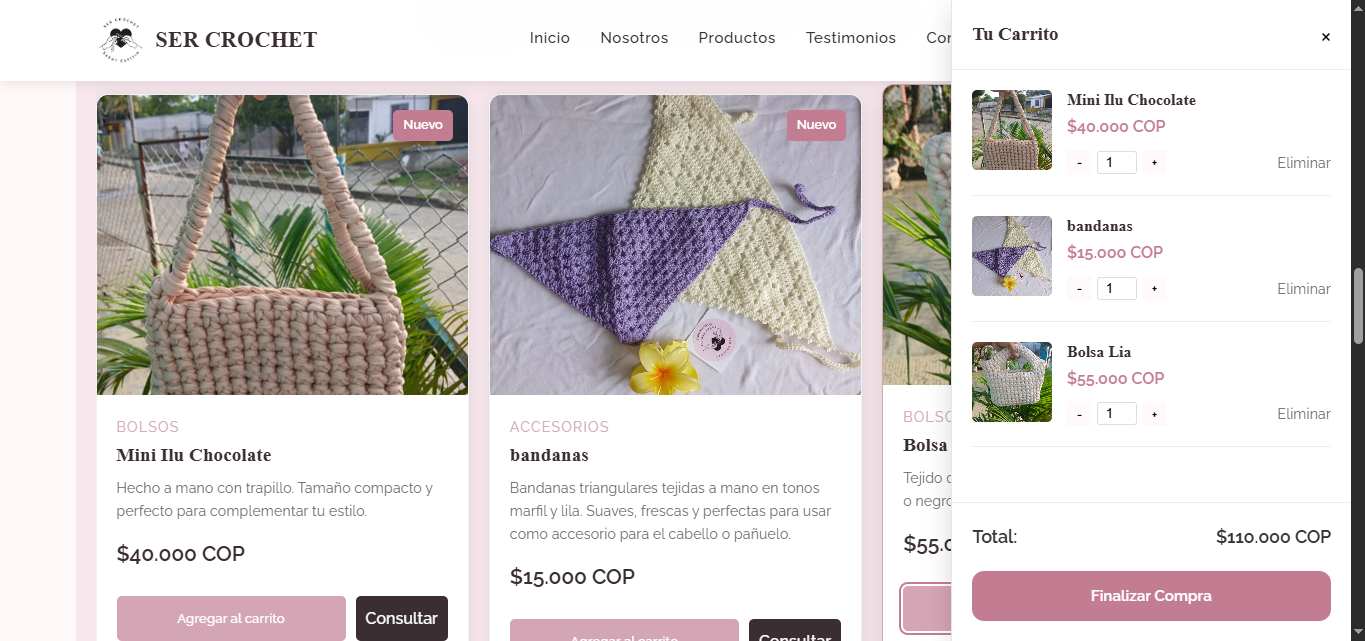 SER CROCHET
Inicio
Nosotros
Productos
Testimonios
Con
Nuevo
BOLSOS
Mini Ilu Chocolate
Hecho a mano con trapillo. Tamaño compacto y
perfecto para complementar tu estilo.
$40.000 COP
Agregar al carrito
Consultar
Nuevo
ACCESORIOS
bandanas
Bandanas triangulares tejidas a mano en tonos
marfil y lila. Suaves, frescas y perfectas para usar
como accesorio para el cabello o pañuelo.
$15.000 COP
Agregar al carrito
Consultar
BOLSO
Bolsa
Tejido
o negro
$55.0
Tu Carrito
×
Mini Ilu Chocolate
$40.000 COP
- 1 +
Eliminar
bandanas
$15.000 COP
- 1 +
Eliminar
Bolsa Lia
$55.000 COP
- 1 +
Eliminar
Total:
$110.000 COP
Finalizar Compra